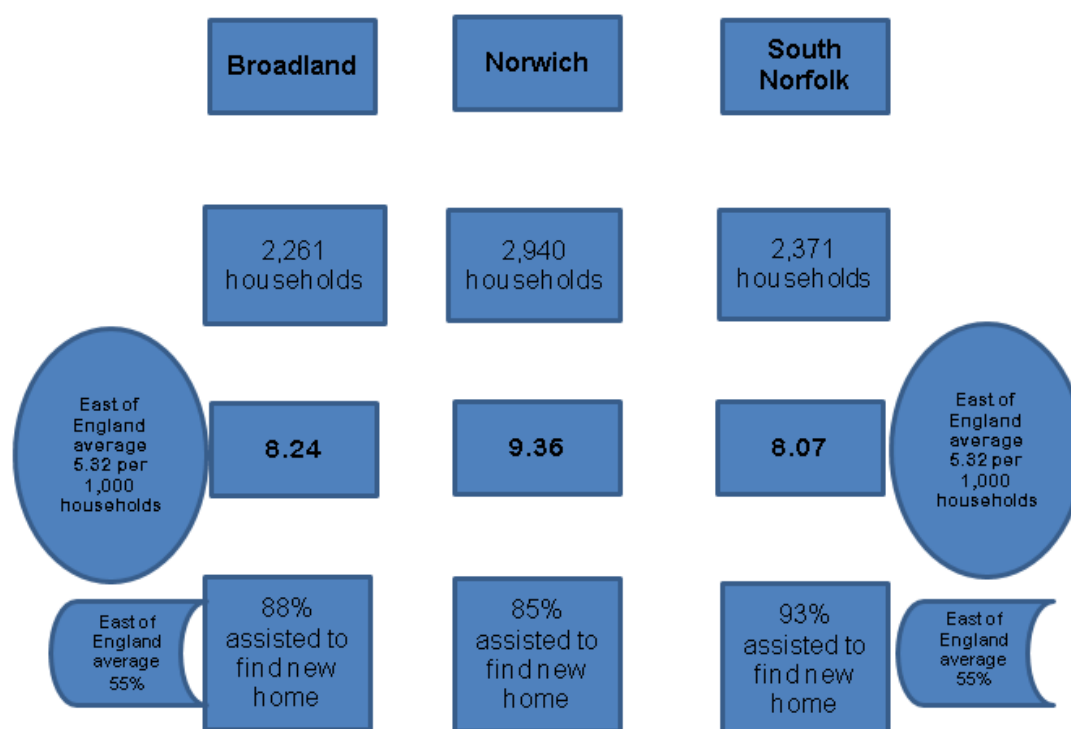 Broadland
Norwich
South
Norfolk
2,261
households
2,940
households
2,371
households
East of
England
average
5.32 per
1,000
households
8.24
9.36
8.07
East of
England
average
5.32 per
1,000
households
East of
England
average
55%
88%
assisted to
find new
home
85%
assisted to
find new
home
93%
assisted to
find new
home
East of
England
average
55%